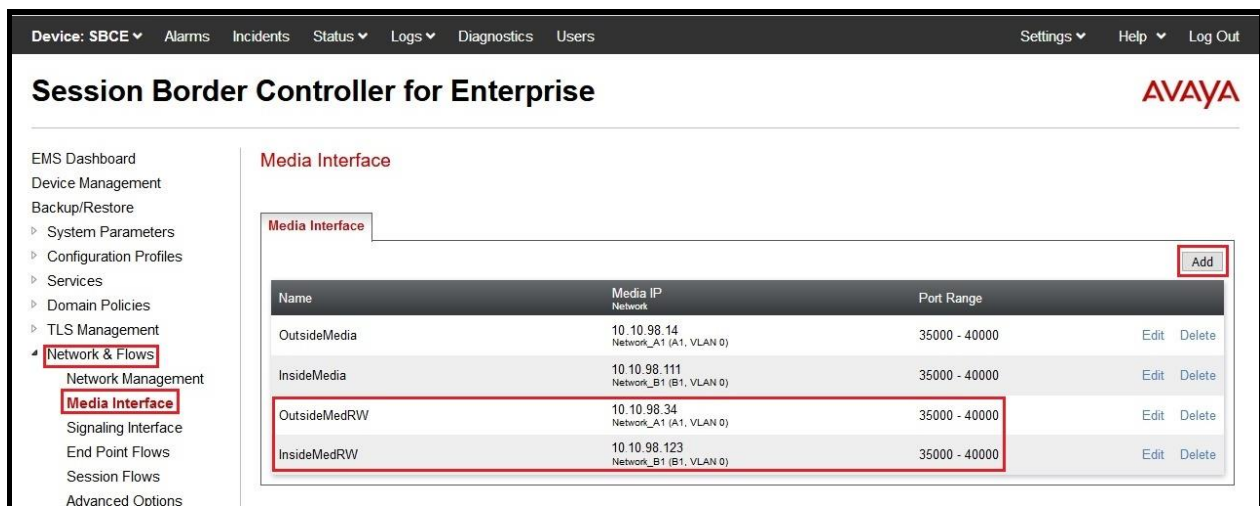 Device: SBCE Alarms Incidents Status Logs Diagnostics Users Settings Help Log Out
Session Border Controller for Enterprise AVAYA
EMS Dashboard
Device Management
Backup/Restore
System Parameters
Configuration Profiles
Services
Domain Policies
TLS Management
Network & Flows
Network Management
Media Interface
Signaling Interface
End Point Flows
Session Flows
Advanced Options
Media Interface
Media Interface
Add
Name Media IP Network Port Range
OutsideMedia 10.10.98.14 Network_A1 (A1, VLAN 0) 35000 - 40000 Edit Delete
InsideMedia 10.10.98.111 Network_B1 (B1, VLAN 0) 35000 - 40000 Edit Delete
OutsideMedRW 10.10.98.34 Network_A1 (A1, VLAN 0) 35000 - 40000 Edit Delete
InsideMedRW 10.10.98.123 Network_B1 (B1, VLAN 0) 35000 - 40000 Edit Delete